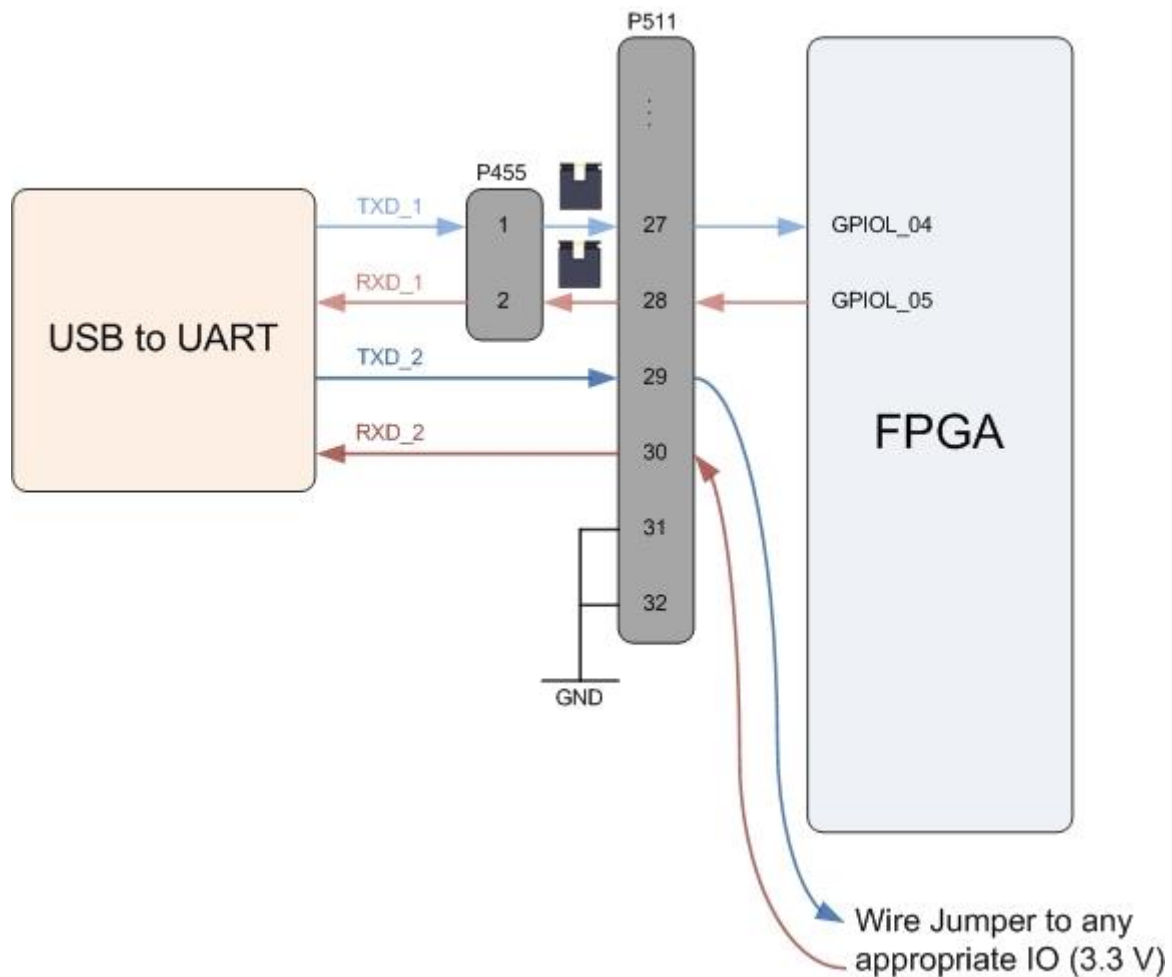 P511
P455
TXD_1
1
27
GPIOL_04
RXD_1
2
28
GPIOL_05
USB to UART
TXD_2
29
FPGA
RXD_2
30
31
32
GND
Wire Jumper to any
appropriate IO (3.3 V)